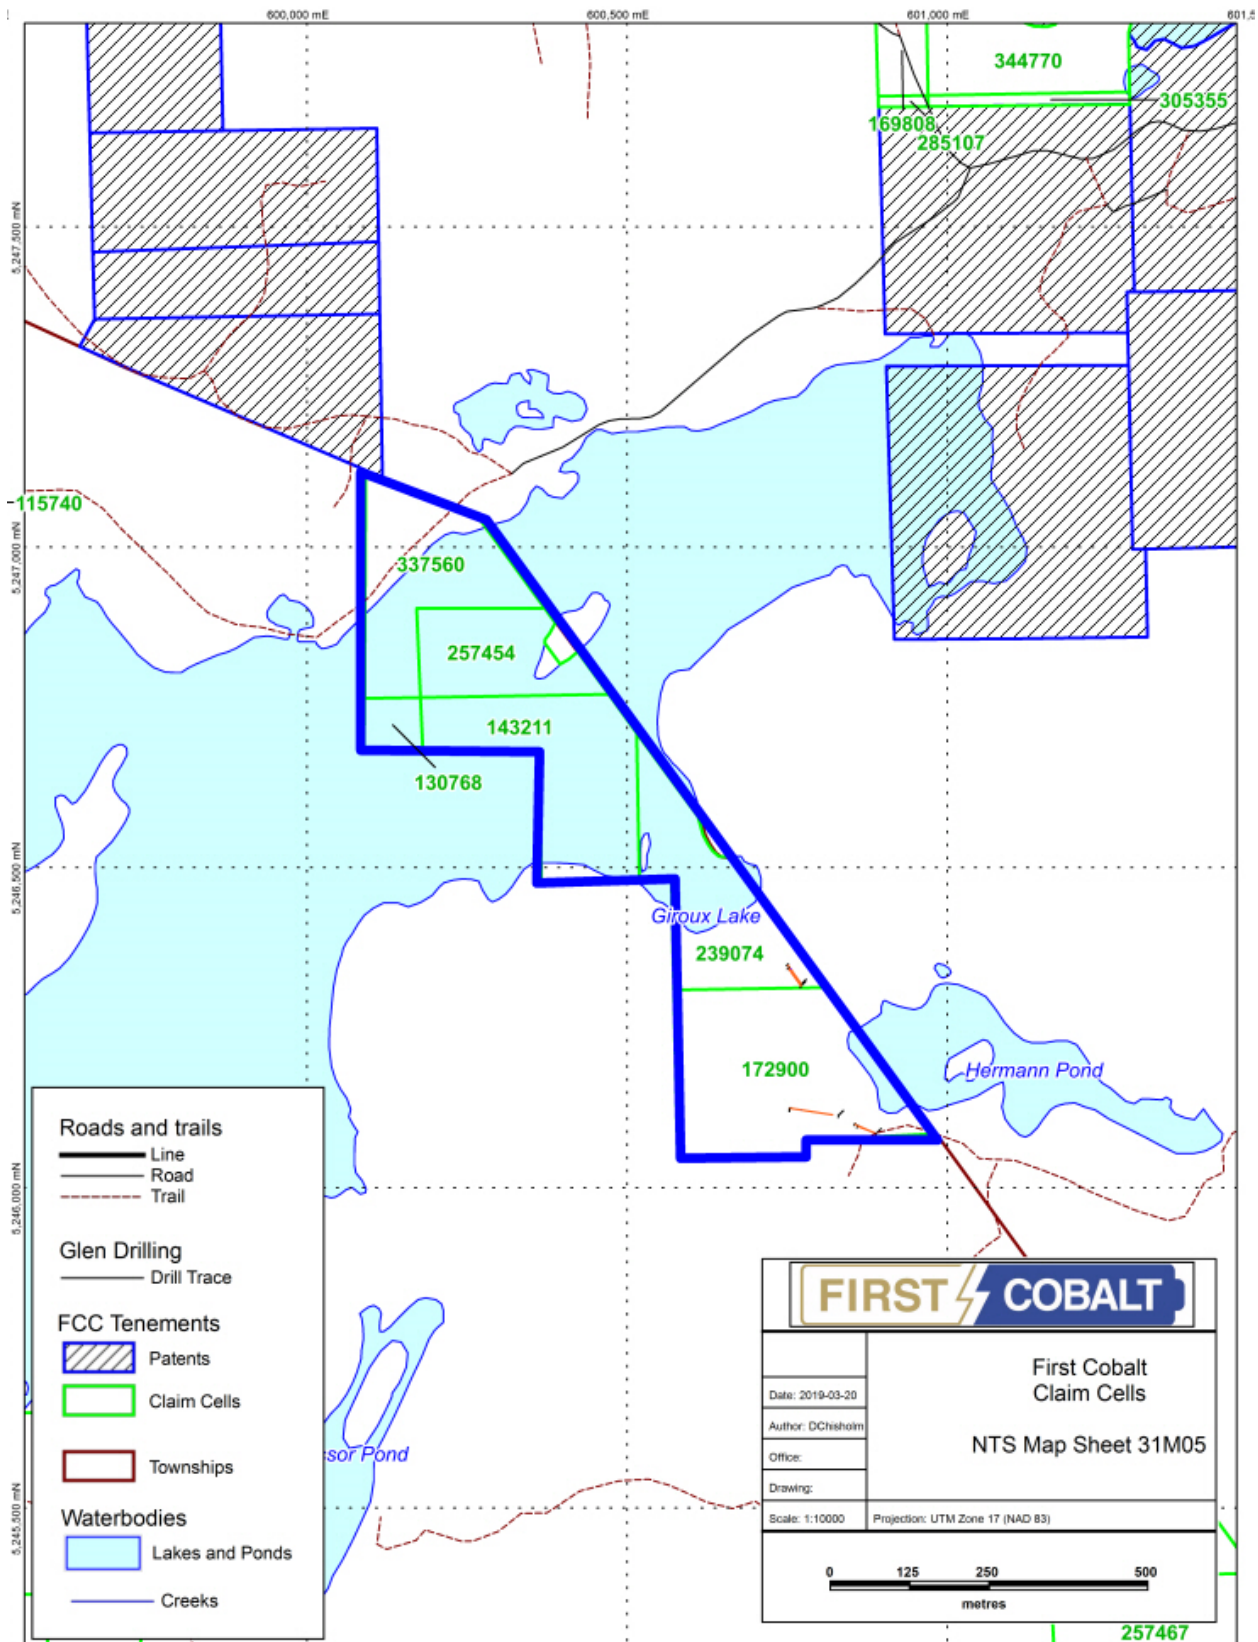 600,000 mE
600,500 mE
601,000 mE
344770
305355
169808
285107
5,247,500 mN
115740
5,247,000 mN
337560
257454
143211
130768
5,246,500 mN
Giroux Lake
239074
172900
Hermann Pond
5,246,000 mN
Roads and trails
Line
Road
Trail
Glen Drilling
Drill Trace
FCC Tenements
Patents
Claim Cells
Townships
Waterbodies
Lakes and Ponds
Creeks
ssor Pond
5,245,500 mN
FIRST COBALT
First Cobalt
Claim Cells
NTS Map Sheet 31M05
Date: 2019-03-20
Author: DChisholm
Office:
Drawing:
Scale: 1:10000
Projection: UTM Zone 17 (NAD 83)
0 125 250 500
metres
257467